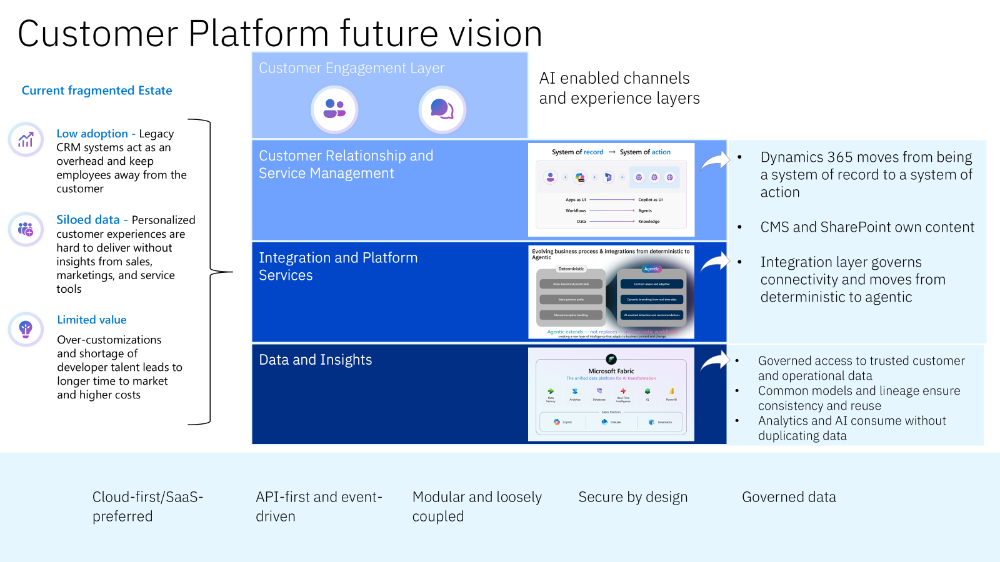 Customer Platform future vision
Current fragmented Estate
Low adoption - Legacy
CRM systems act as an
overhead and keep
employees away from the
customer
Siloed data - Personalized
customer experiences are
hard to deliver without
insights from sales,
marketings, and service
tools
Limited value
Over-customizations
and shortage of
developer talent leads to
longer time to market
and higher costs
Customer Engagement Layer
AI enabled channels
and experience layers
Customer Relationship and
Service Management
System of record → System of action
Apps as UI
Copilot as UI
Workflows
Agents
Data
Knowledge
• Dynamics 365 moves from being
a system of record to a system of
action
• CMS and SharePoint own content
• Integration layer governs
connectivity and moves from
deterministic to agentic
Integration and Platform
Services
Evolving business process & integrations from deterministic to
Agentic
Deterministic
Rules-based and predictable
Static process paths
Manual exception handling
Agentic
Context-aware and adaptive
Dynamic branching from real-time data
AI-assisted detection and recommendations
Agentic extends — not replaces — deterministic workflows
creating a new layer of intelligence that adapts to business context and change
Data and Insights
Microsoft Fabric
The unified data platform for AI transformation
Data
Factory
Analytics
Databases
Real-Time
Intelligence
IQ
Power BI
Fabric Platform
Copilot
OneLake
Governance
• Governed access to trusted customer
and operational data
• Common models and lineage ensure
consistency and reuse
• Analytics and AI consume without
duplicating data
Cloud-first/SaaS-
preferred
API-first and event-
driven
Modular and loosely
coupled
Secure by design
Governed data